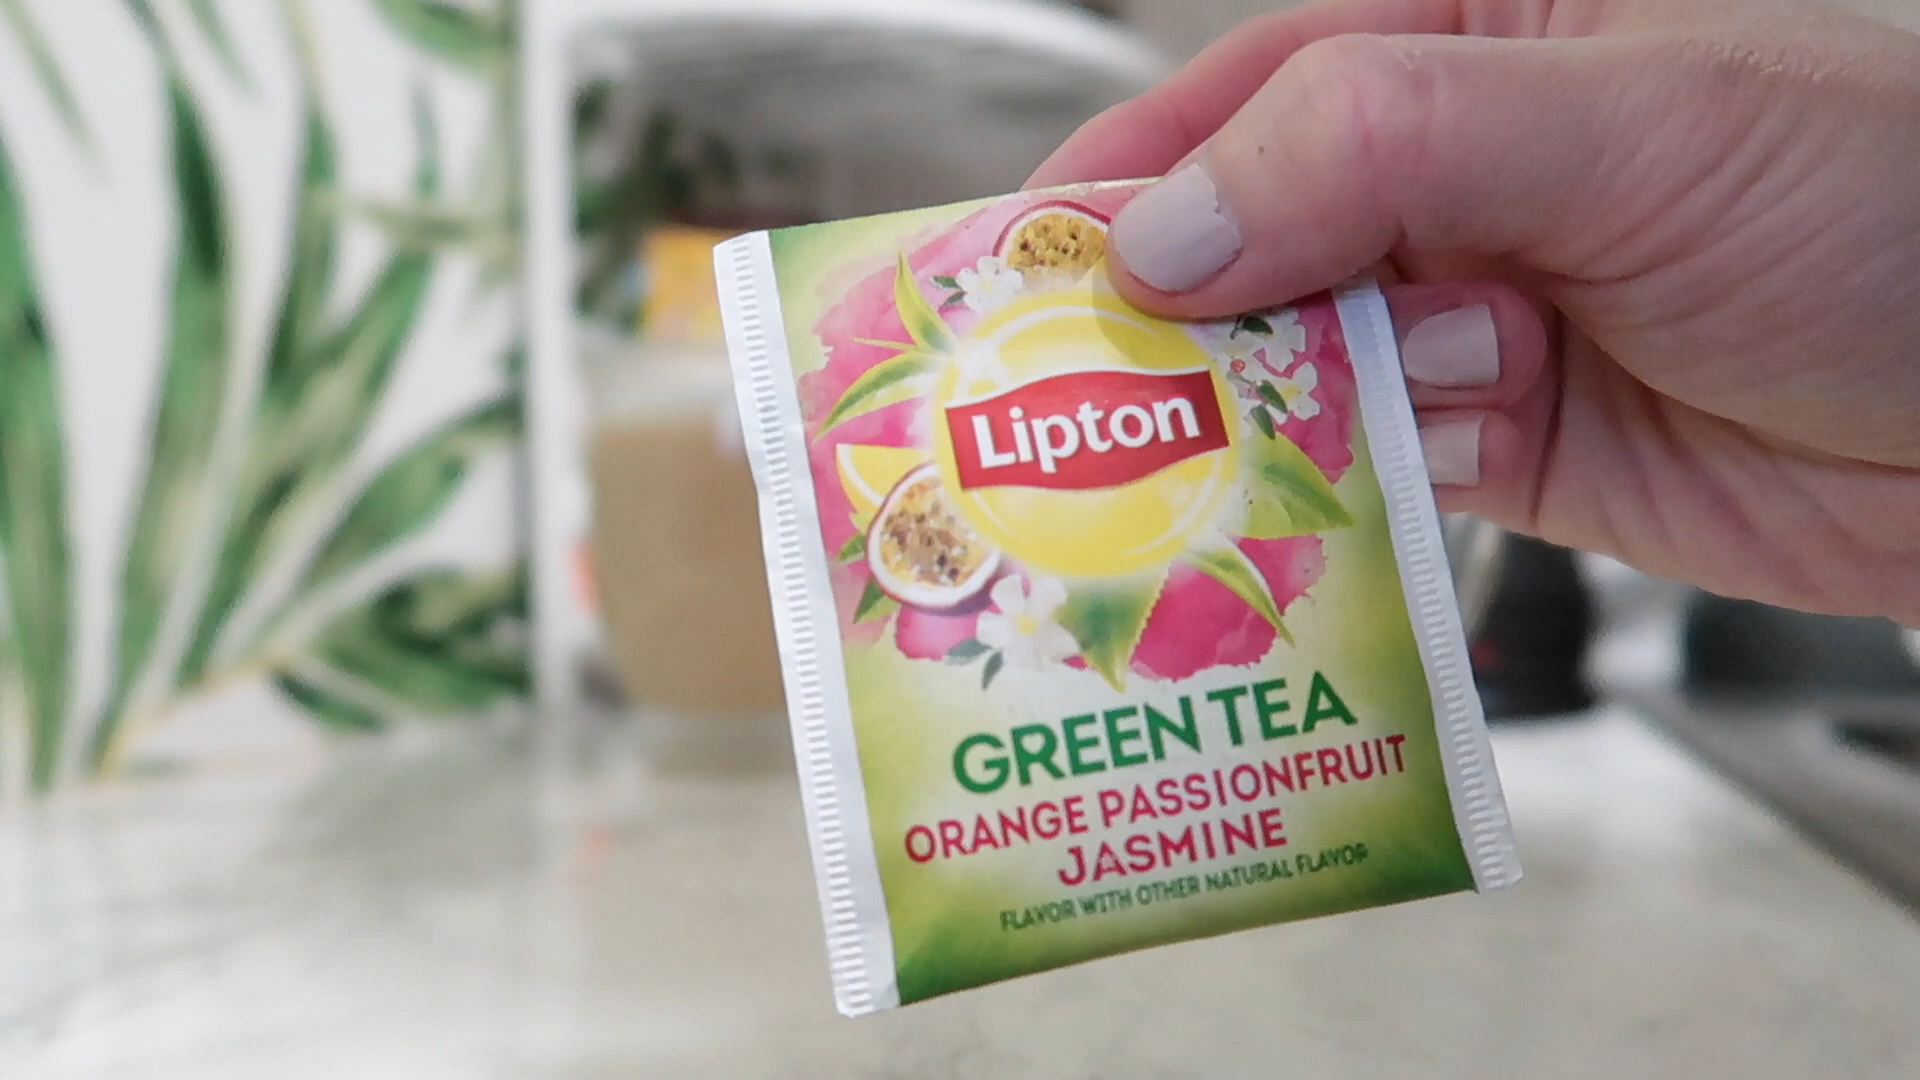 Lipton
GREEN TEA
ORANGE PASSIONFRUIT
JASMINE
FLAVOR WITH OTHER NATURAL FLAVOR